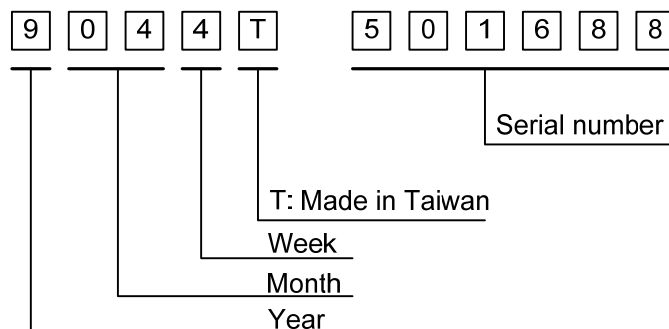 9 0 4 4 T 5 0 1 6 8 8
Serial number
T: Made in Taiwan
Week
Month
Year